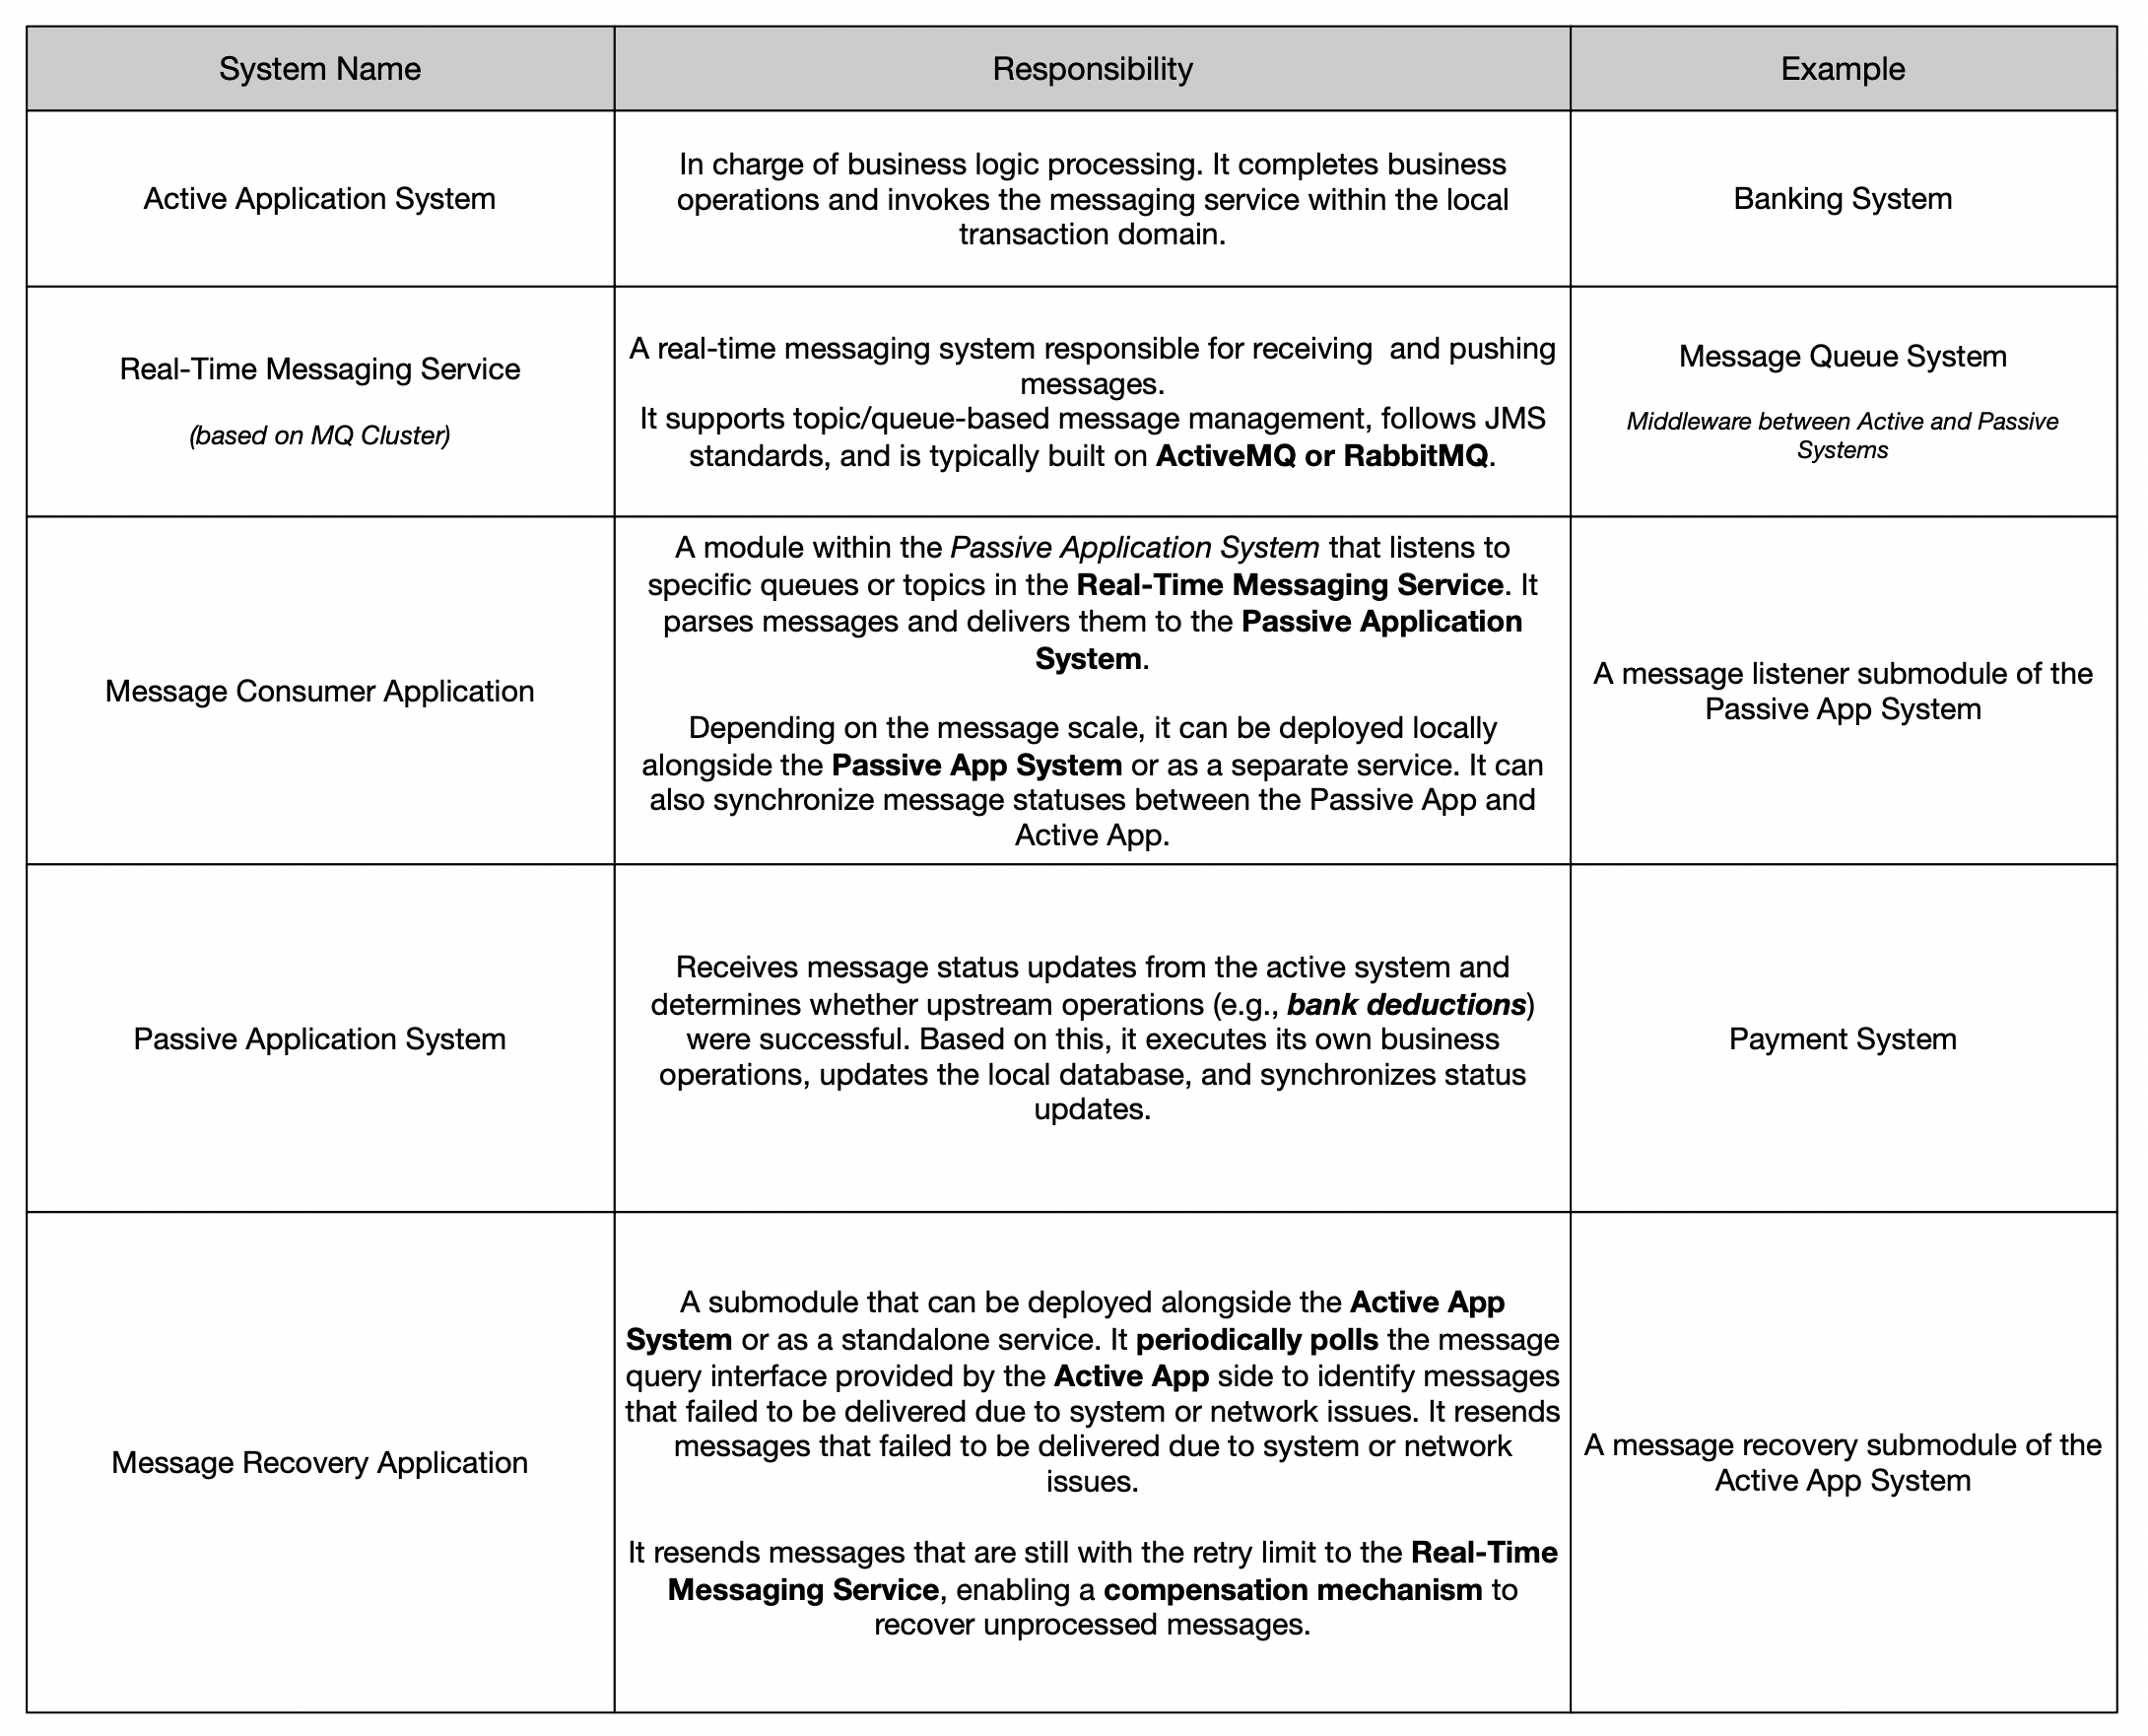 System Name
Responsibility
Example
Active Application System
In charge of business logic processing. It completes business
operations and invokes the messaging service within the local
transaction domain.
Banking System
Real-Time Messaging Service
(based on MQ Cluster)
A real-time messaging system responsible for receiving  and pushing
messages.
It supports topic/queue-based message management, follows JMS
standards, and is typically built on ActiveMQ or RabbitMQ.
Message Queue System
Middleware between Active and Passive
Systems
Message Consumer Application
A module within the Passive Application System that listens to
specific queues or topics in the Real-Time Messaging Service. It
parses messages and delivers them to the Passive Application
System.
Depending on the message scale, it can be deployed locally
alongside the Passive App System or as a separate service. It can
also synchronize message statuses between the Passive App and
Active App.
A message listener submodule of the
Passive App System
Passive Application System
Receives message status updates from the active system and
determines whether upstream operations (e.g., bank deductions)
were successful. Based on this, it executes its own business
operations, updates the local database, and synchronizes status
updates.
Payment System
Message Recovery Application
A submodule that can be deployed alongside the Active App
System or as a standalone service. It periodically polls the message
query interface provided by the Active App side to identify messages
that failed to be delivered due to system or network issues. It resends
messages that failed to be delivered due to system or network
issues.
It resends messages that are still with the retry limit to the Real-Time
Messaging Service, enabling a compensation mechanism to
recover unprocessed messages.
A message recovery submodule of the
Active App System